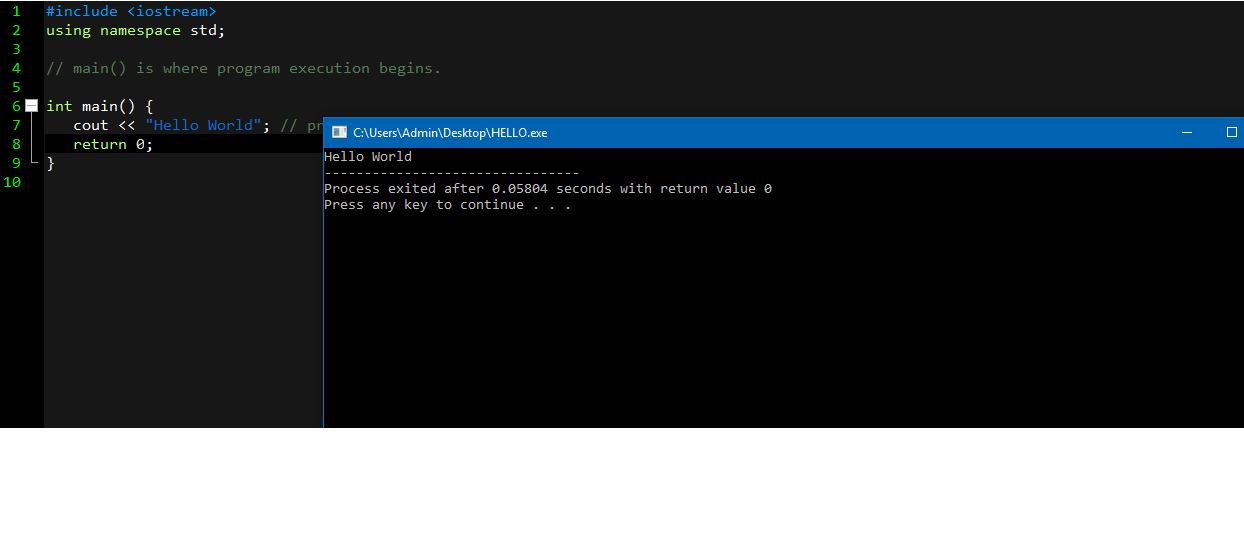 1 #include <iostream>
2 using namespace std;
3
4 // main() is where program execution begins.
5
6 int main() {
7 cout << "Hello World"; // pr
8 return 0;
9 }
10
C:\Users\Admin\Desktop\HELLO.exe
Hello World
--------------------------------
Process exited after 0.05804 seconds with return value 0
Press any key to continue . . .